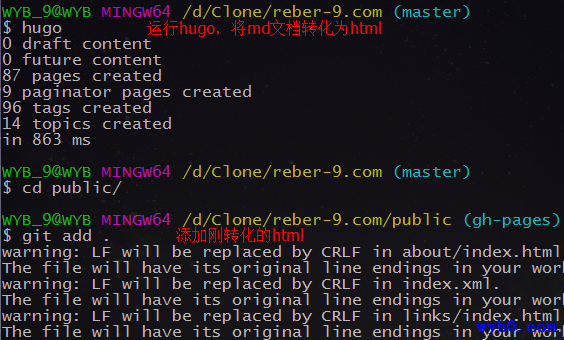 WYB_9@WYB MINGW64 /d/Clone/reber-9.com (master)
$ hugo 运行hugo，将md文档转化为html
0 draft content
0 future content
87 pages created
9 paginator pages created
96 tags created
14 topics created
in 863 ms
WYB_9@WYB MINGW64 /d/Clone/reber-9.com (master)
$ cd public/
WYB_9@WYB MINGW64 /d/Clone/reber-9.com/public (gh-pages)
$ git add . 添加刚转化的html
warning: LF will be replaced by CRLF in about/index.html
The file will have its original line endings in your wor
warning: LF will be replaced by CRLF in index.xml.
The file will have its original line endings in your wor
warning: LF will be replaced by CRLF in links/index.html
The file will have its original line endings in your wor